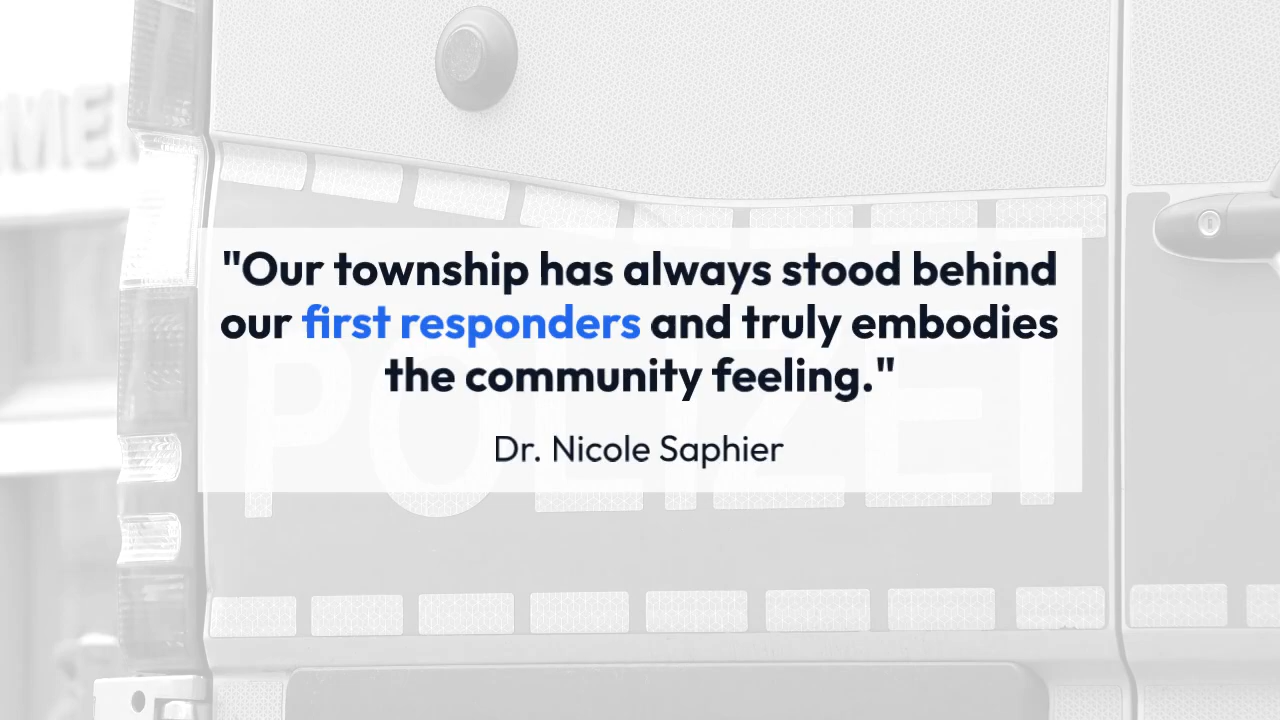 "Our township has always stood behind
our first responders and truly embodies
the community feeling."
Dr. Nicole Saphier
POLIZEI